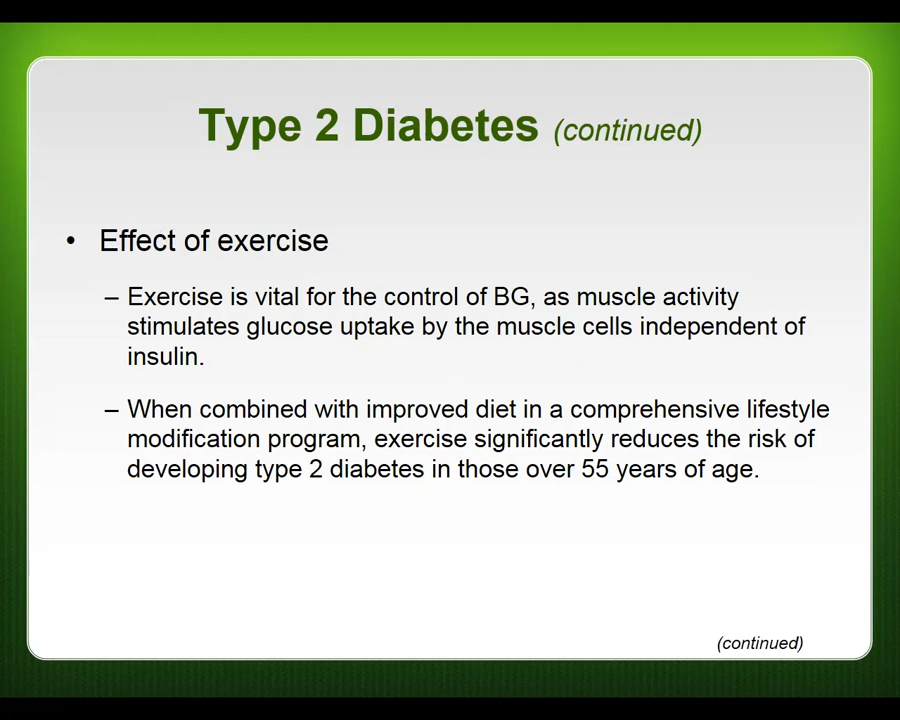 Type 2 Diabetes (continued)
• Effect of exercise
– Exercise is vital for the control of BG, as muscle activity
stimulates glucose uptake by the muscle cells independent of
insulin.
– When combined with improved diet in a comprehensive lifestyle
modification program, exercise significantly reduces the risk of
developing type 2 diabetes in those over 55 years of age.
(continued)